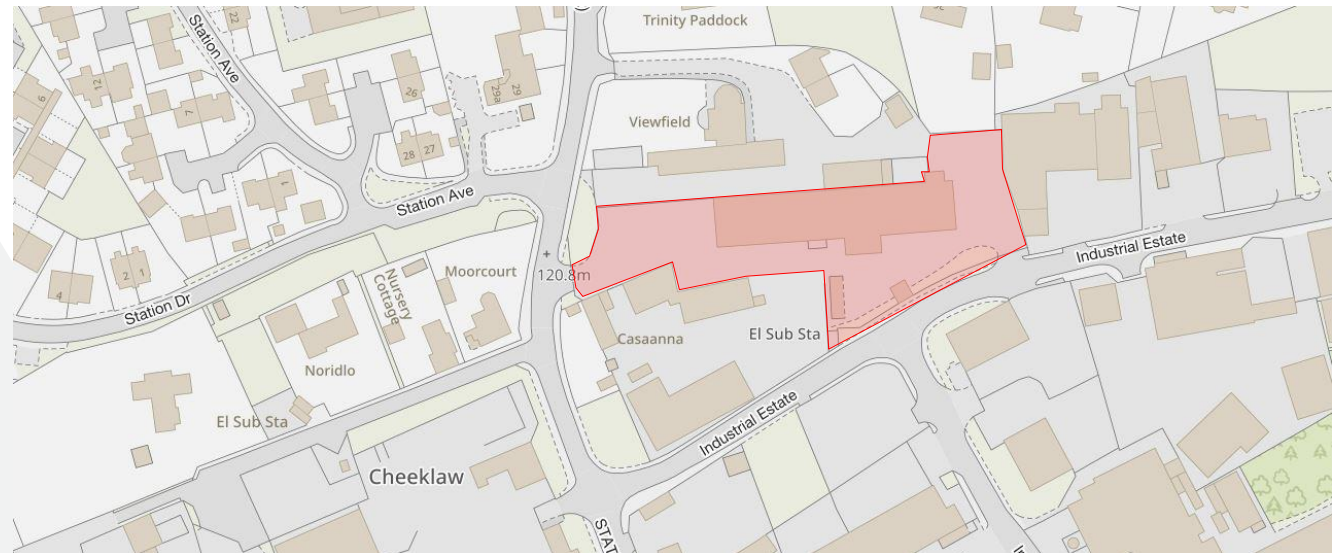 Trinity Paddock
Station Ave
22
12
7
6
26
29
29a
28
27
Viewfield
1
Station Ave
Industrial Estate
Moorcourt
120.8m
2
1
4
Nursery
Cottage
Station Dr
Casaanna
El Sub Sta
Noridlo
El Sub Sta
Industrial Estate
Cheeklaw
STAT